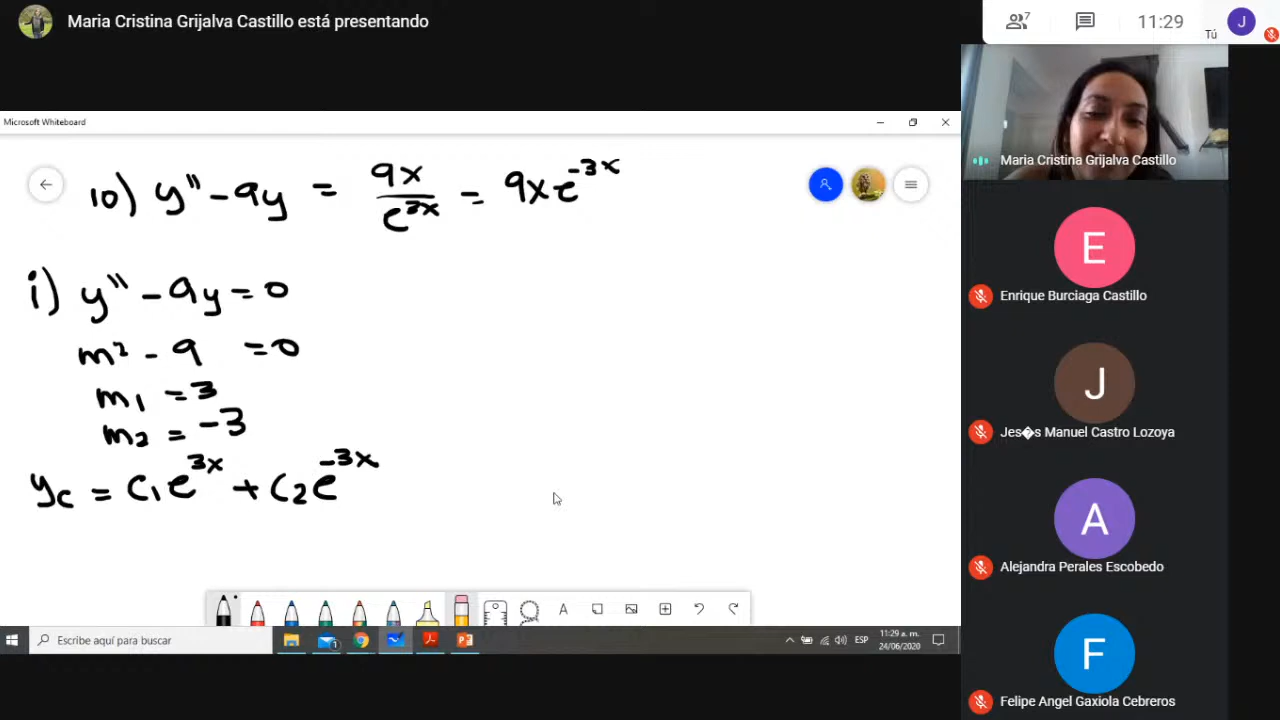 Maria Cristina Grijalva Castillo está presentando
7
11:29
Tú
J
Microsoft Whiteboard
10) y'' - 9y = 9x/e^3x = 9xe^-3x
i) y'' - 9y = 0
m² - 9 = 0
m1 = 3
m2 = -3
yc = c1e^3x + c2e^-3x
Maria Cristina Grijalva Castillo
E
Enrique Burciaga Castillo
J
Jes�s Manuel Castro Lozoya
A
Alejandra Perales Escobedo
F
Felipe Angel Gaxiola Cebreros
A
Escribe aquí para buscar
1
ESP
11:29 a. m.
24/06/2020